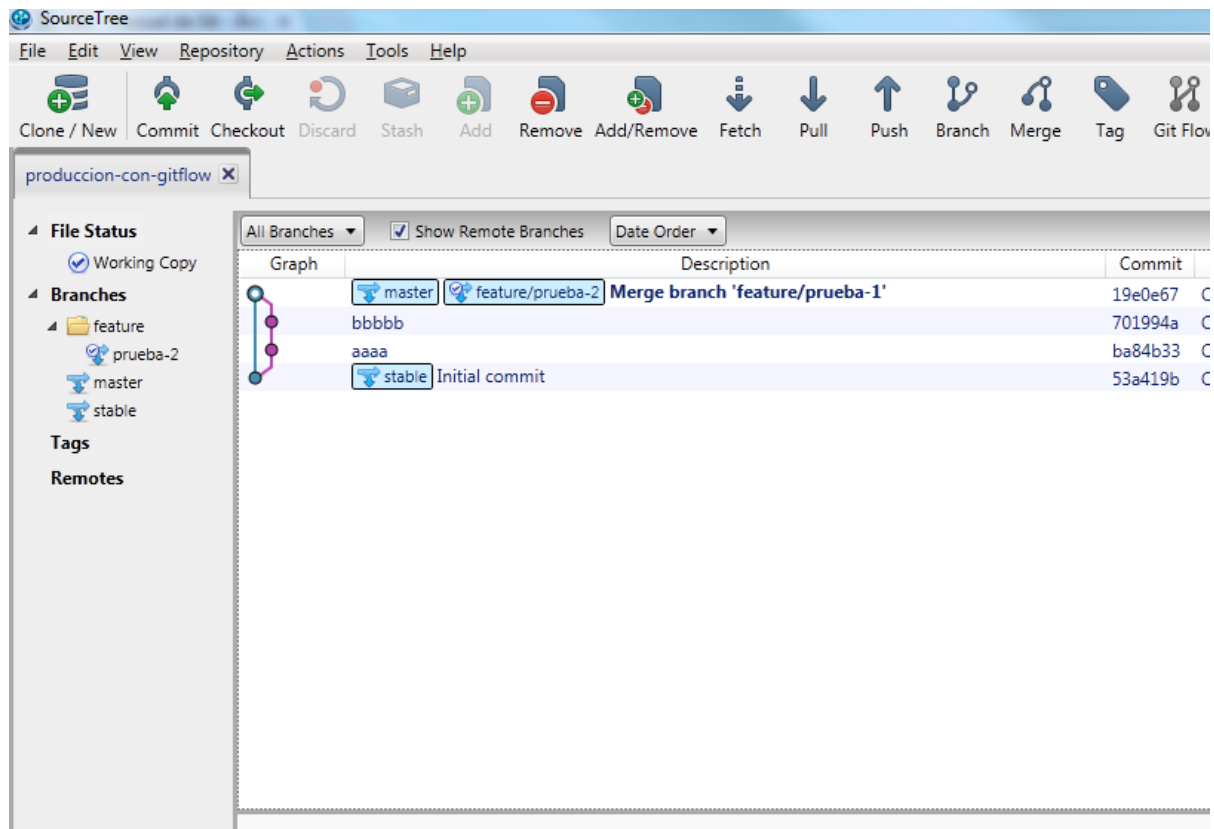 SourceTree
File Edit View Repository Actions Tools Help
Clone / New Commit Checkout Discard Stash Add Remove Add/Remove Fetch Pull Push Branch Merge Tag Git Flow
produccion-con-gitflow
File Status
Working Copy
Branches
feature
prueba-2
master
stable
Tags
Remotes
All Branches Show Remote Branches Date Order
Graph Description Commit
master feature/prueba-2 Merge branch 'feature/prueba-1' 19e0e67 C
bbbbb 701994a C
aaaa ba84b33 C
stable Initial commit 53a419b C